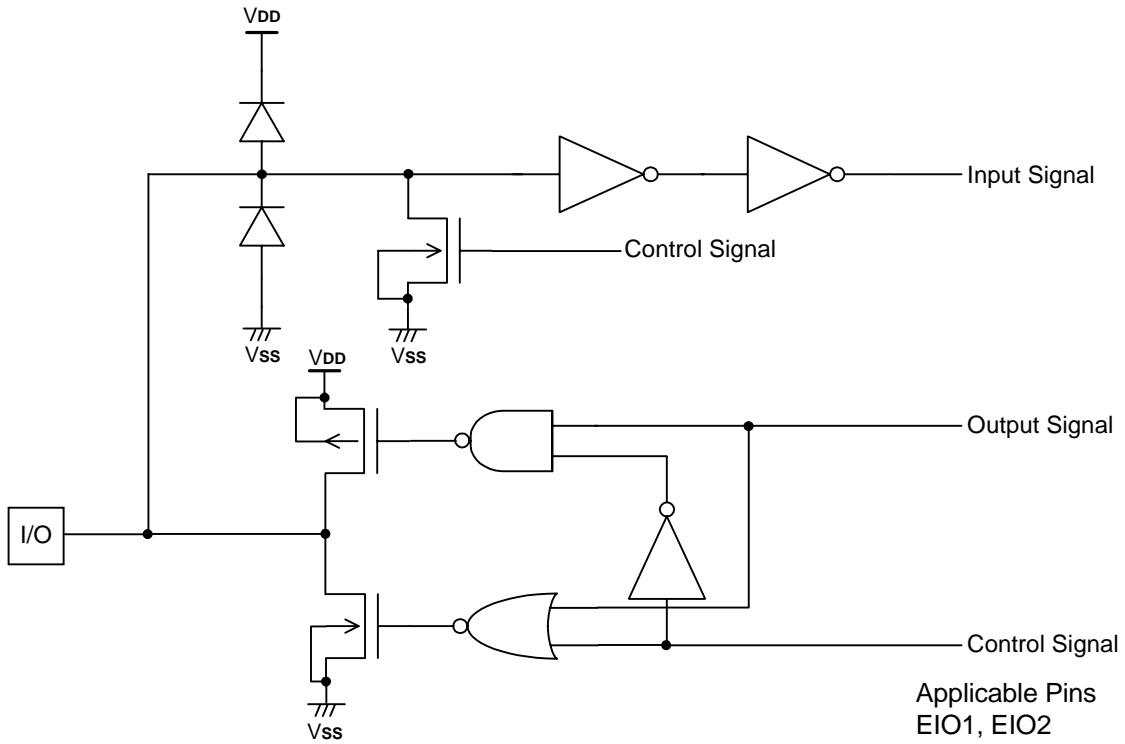 VDD
Input Signal
Control Signal
VSS
VSS
VDD
Output Signal
I/O
Control Signal
Applicable Pins
EIO1, EIO2
VSS